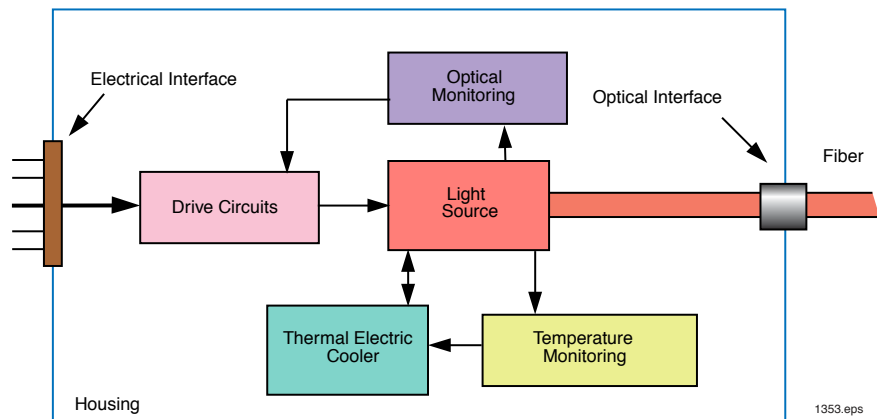 Electrical Interface
Optical
Monitoring
Optical Interface
Fiber
Drive Circuits
Light
Source
Thermal Electric
Cooler
Temperature
Monitoring
Housing
1353.eps